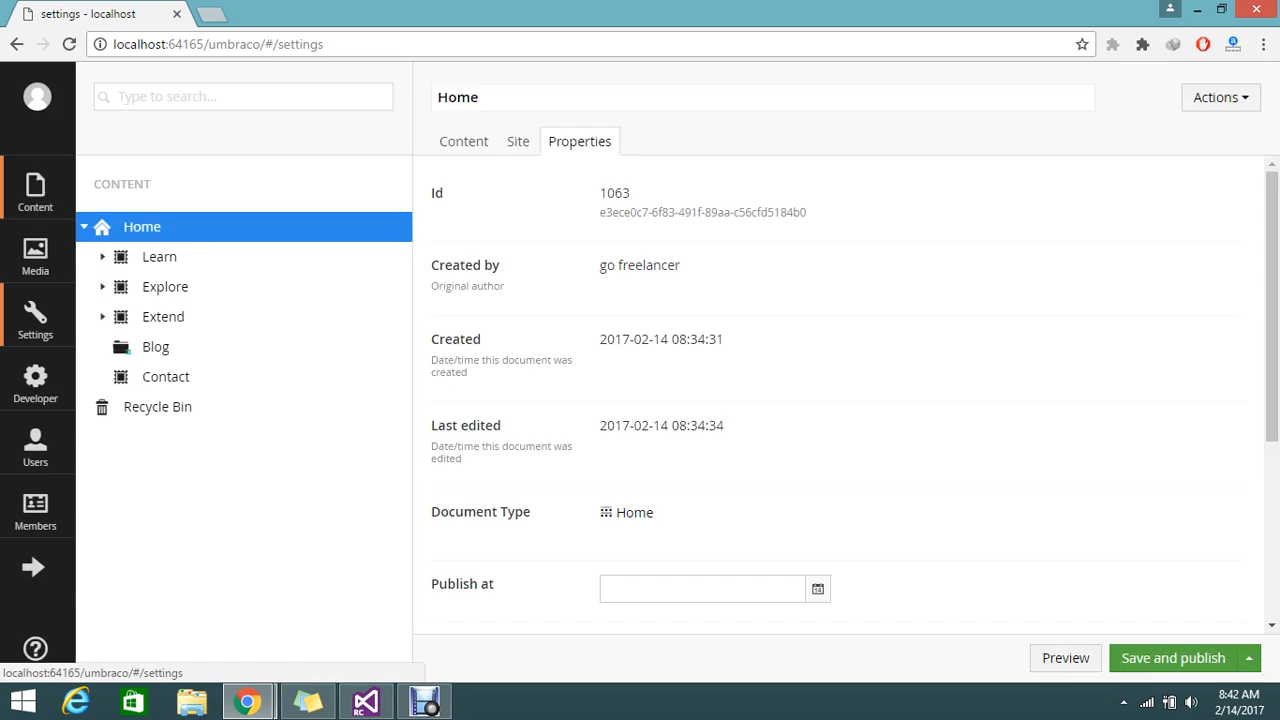 settings - localhost
localhost:64165/umbraco/#/settings
Type to search...
Home
Actions
Content
Site
Properties
Content
Media
Settings
Developer
Users
Members
CONTENT
Home
Learn
Explore
Extend
Blog
Contact
Recycle Bin
Id
1063
e3ece0c7-6f83-491f-89aa-c56cfd5184b0
Created by
go freelancer
Original author
Created
2017-02-14 08:34:31
Date/time this document was
created
Last edited
2017-02-14 08:34:34
Date/time this document was
edited
Document Type
Home
Publish at
14
Preview
Save and publish
localhost:64165/umbraco/#/settings
RC
8:42 AM
2/14/2017